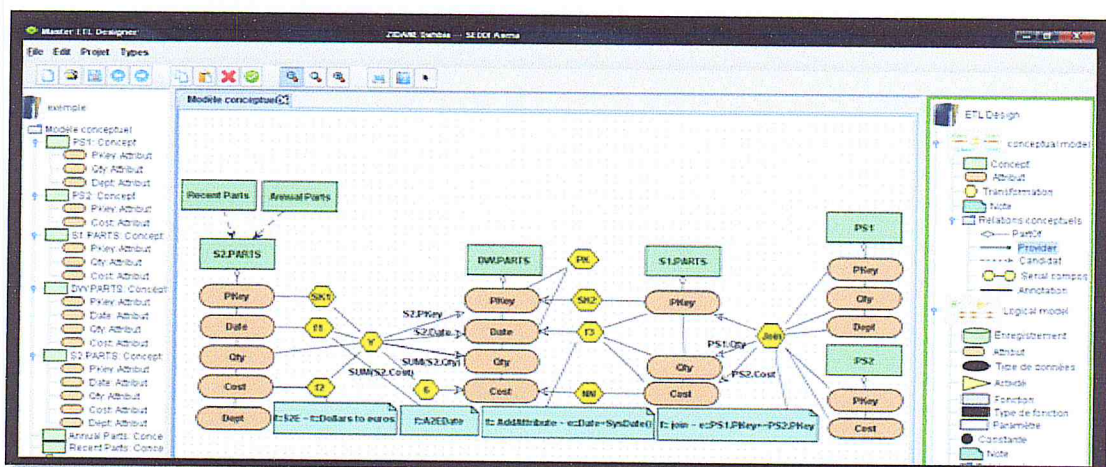 Master ETL Designer
ZIDANE Sahbia --- SEDDI Asma
File Edit Projet Types
exemple
Modèle conceptuel
PS1: Concept
PKey: Attribut
Qty: Attribut
Dept: Attribut
PS2: Concept
PKey: Attribut
Cost: Attribut
S1.PARTS: Concept
PKey: Attribut
Qty: Attribut
Cost: Attribut
DW.PARTS: Concept
PKey: Attribut
Date: Attribut
Qty: Attribut
Cost: Attribut
S2.PARTS: Concept
PKey: Attribut
Date: Attribut
Qty: Attribut
Cost: Attribut
Dept: Attribut
Annual Parts: Conce
Recent Parts: Conce
Modèle conceptuel
Recent Parts
Annual Parts
S2.PARTS
PKey
Date
Qty
Cost
Dept
SK1
f1
f2
S2.PKey
S2.Date
SUM(S2.Qty)
SUM(S2.Cost)
DW.PARTS
PKey
Date
Qty
Cost
PK
SK2
f3
NN
S1.PARTS
PKey
Qty
Cost
PS1.Qty
PS2.Cost
Join
PS1
PKey
Qty
Dept
PS2
PKey
Cost
f::$2E - e::Dollars to euros
f::A2EDate
f:: AddAttribute - e::Date=SysDate()
f:: join - e::PS1.PKey==PS2.PKey
ETL Design
conceptual model
Concept
Attribut
Transformation
Note
Relations conceptuels
PartOf
Provider
Candidat
Serial compos
Annotation
Logical model
Enregistrement
Attribut
Type de données
Activité
Fonction
Type de fonction
Paramètre
Constante
Note